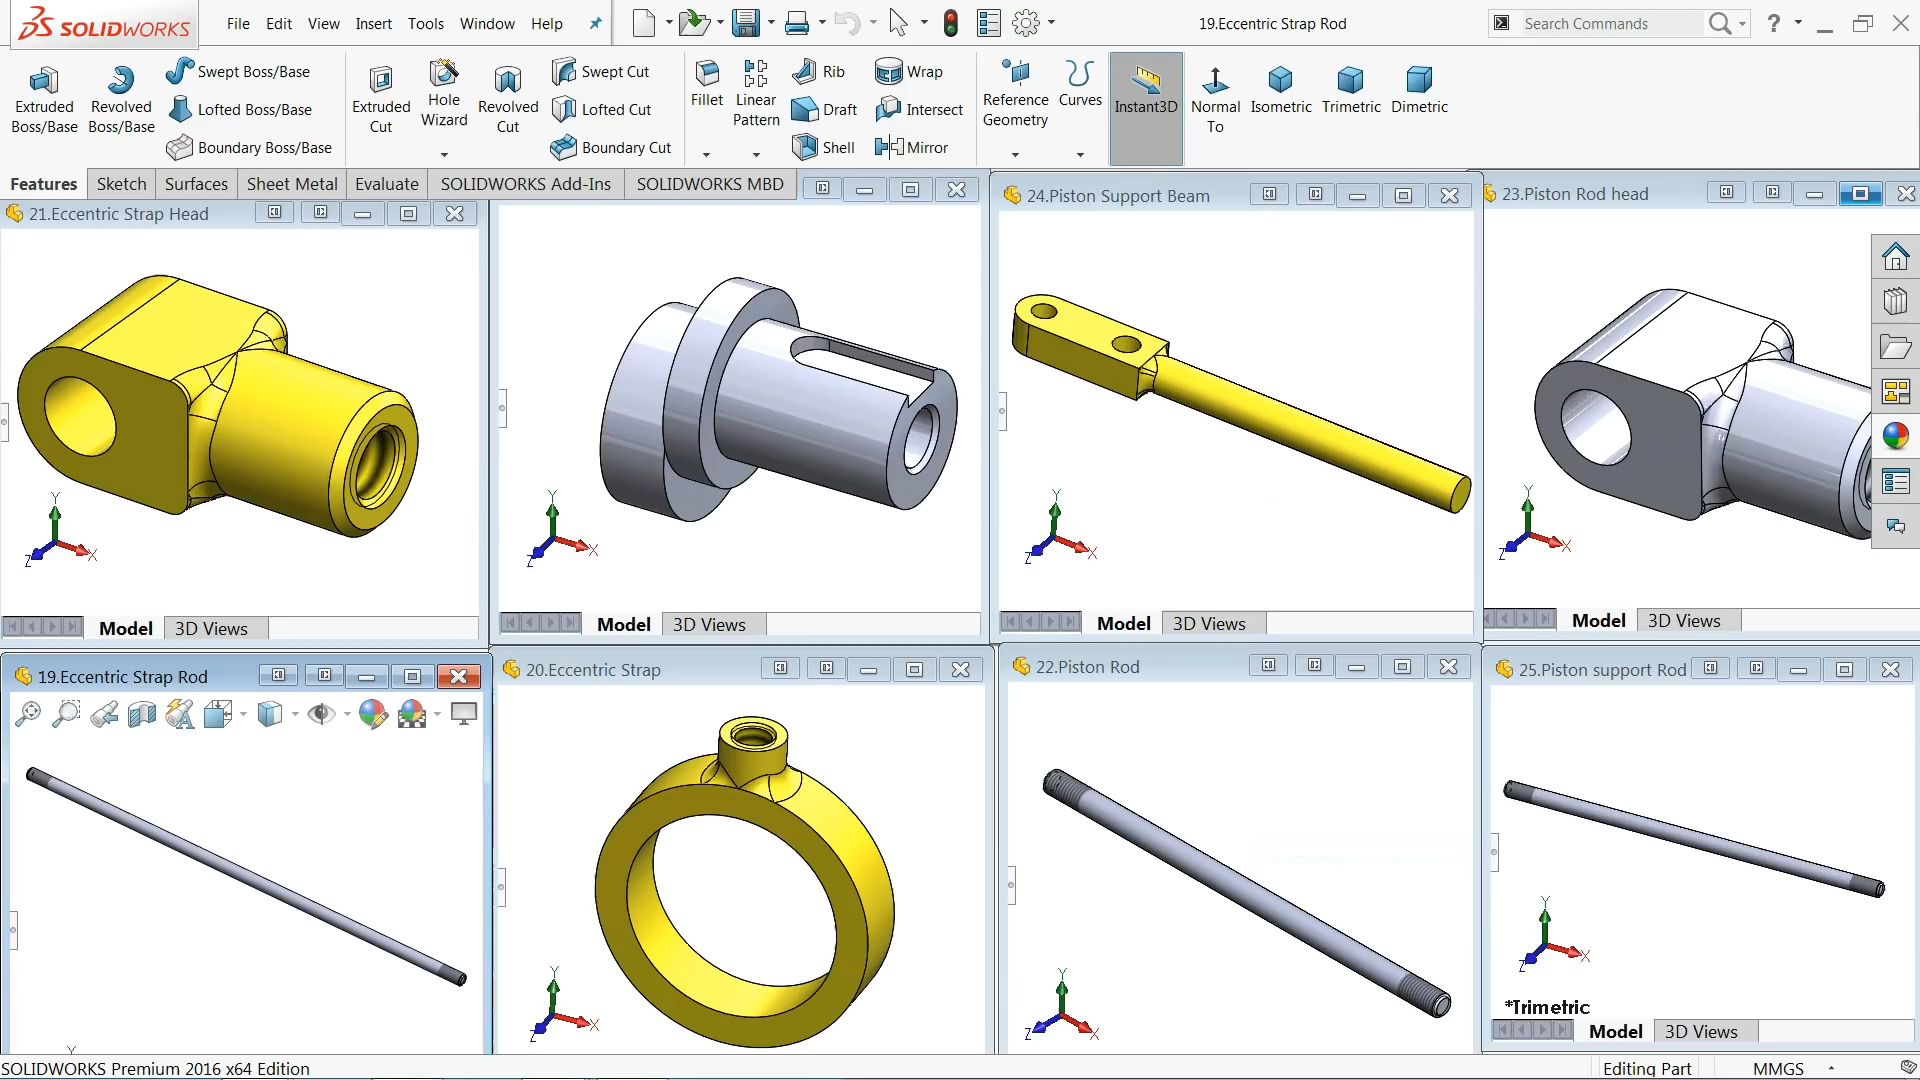 SOLIDWORKS File Edit View Insert Tools Window Help 19.Eccentric Strap Rod Search Commands ?
Extruded Boss/Base
Revolved Boss/Base
Swept Boss/Base
Lofted Boss/Base
Boundary Boss/Base
Extruded Cut
Hole Wizard
Revolved Cut
Swept Cut
Lofted Cut
Boundary Cut
Fillet
Linear Pattern
Rib
Draft
Shell
Wrap
Intersect
Mirror
Reference Geometry
Curves
Instant3D
Normal To
Isometric
Trimetric
Dimetric
Features Sketch Surfaces Sheet Metal Evaluate SOLIDWORKS Add-Ins SOLIDWORKS MBD
21.Eccentric Strap Head
Y
X
Z
Model 3D Views
Y
X
Z
Model 3D Views
24.Piston Support Beam
Y
X
Z
Model 3D Views
23.Piston Rod head
Y
X
Z
Model 3D Views
19.Eccentric Strap Rod
Y
20.Eccentric Strap
Y
X
Z
22.Piston Rod
Y
X
Z
25.Piston support Rod
Y
X
Z
*Trimetric
Model 3D Views
SOLIDWORKS Premium 2016 x64 Edition Editing Part MMGS